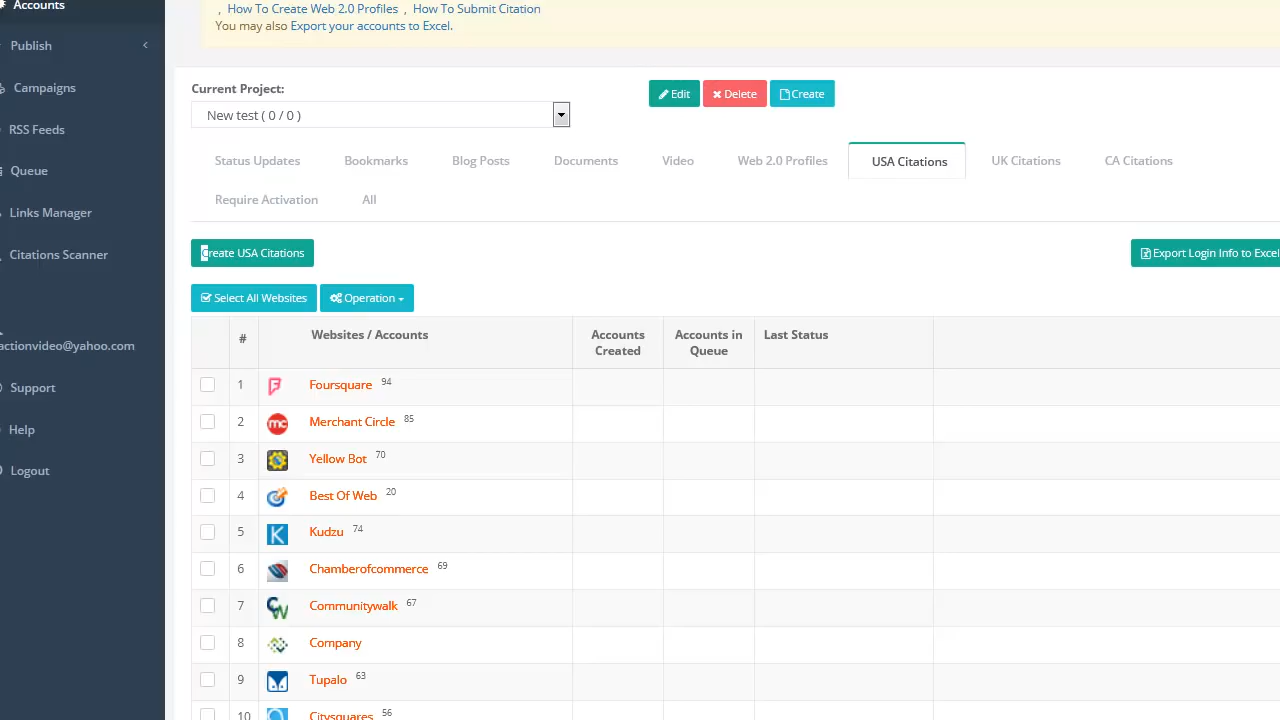 Accounts
, How To Create Web 2.0 Profiles , How To Submit Citation
You may also Export your accounts to Excel.
Publish
Campaigns
RSS Feeds
Queue
Links Manager
Citations Scanner
actionvideo@yahoo.com
Support
Help
Logout
Current Project:
Edit Delete Create
New test ( 0 / 0 )
Status Updates Bookmarks Blog Posts Documents Video Web 2.0 Profiles USA Citations UK Citations CA Citations
Require Activation All
Create USA Citations Export Login Info to Excel
Select All Websites Operation
# Websites / Accounts Accounts Created Accounts in Queue Last Status
1 Foursquare 94
2 Merchant Circle 85
3 Yellow Bot 70
4 Best Of Web 20
5 Kudzu 74
6 Chamberofcommerce 69
7 Communitywalk 67
8 Company
9 Tupalo 63
10 Citysquares 56